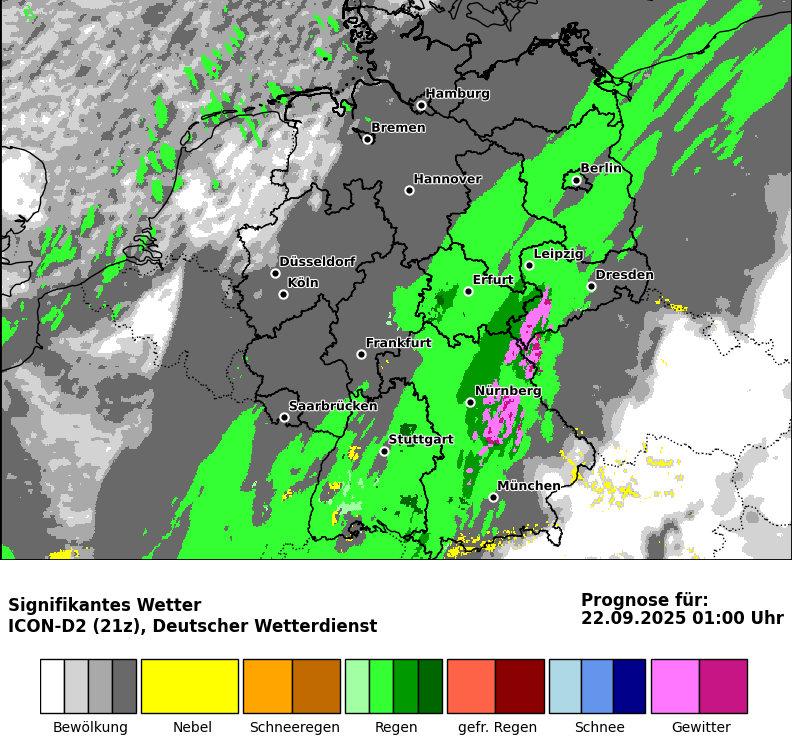 Hamburg
Bremen
Berlin
Hannover
Leipzig
Düsseldorf
Dresden
Köln
Erfurt
Frankfurt
Nürnberg
Saarbrücken
Stuttgart
München
Signifikantes Wetter
ICON-D2 (21z), Deutscher Wetterdienst
Prognose für:
22.09.2025 01:00 Uhr
Bewölkung Nebel Schneeregen Regen gefr. Regen Schnee Gewitter